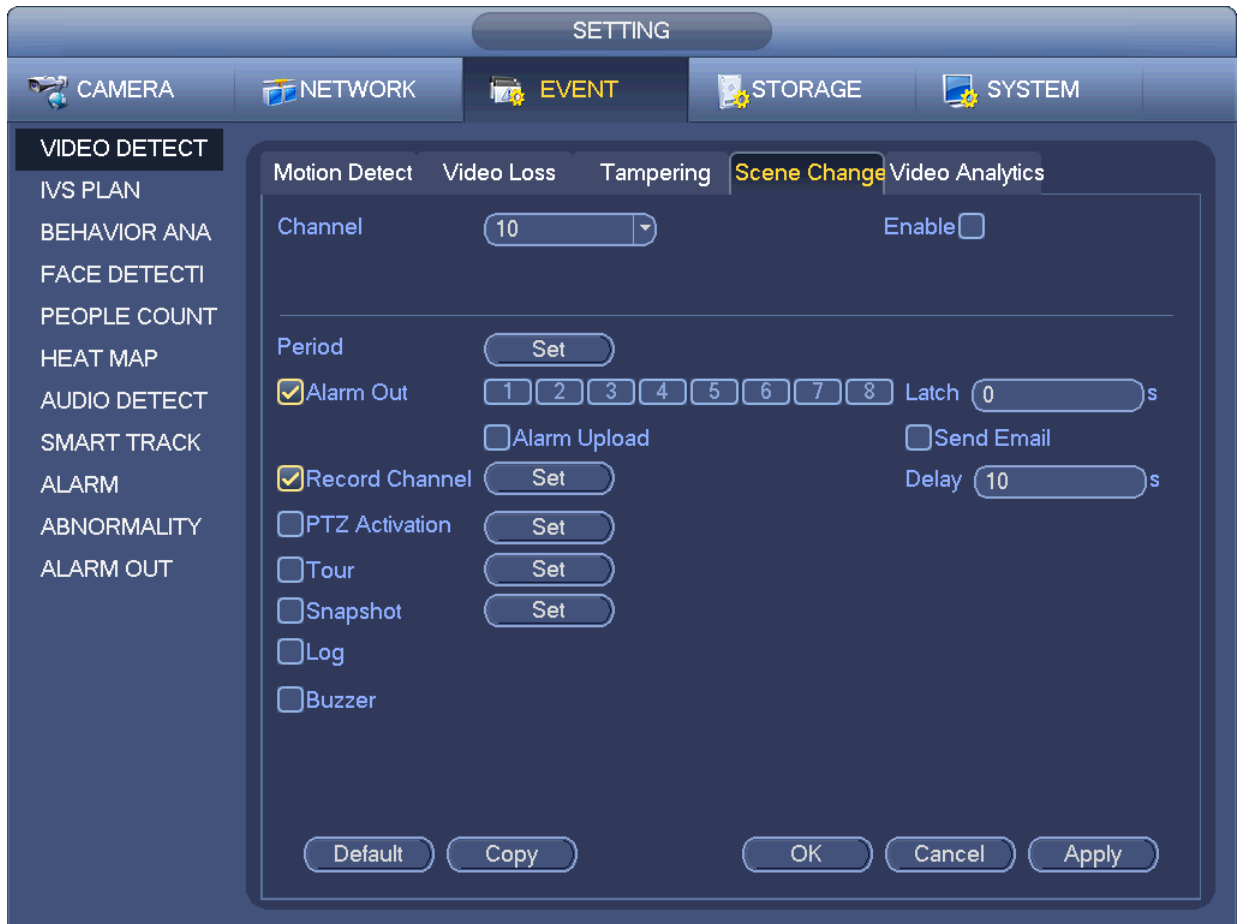 SETTING
CAMERA NETWORK EVENT STORAGE SYSTEM
VIDEO DETECT
IVS PLAN
BEHAVIOR ANA
FACE DETECTI
PEOPLE COUNT
HEAT MAP
AUDIO DETECT
SMART TRACK
ALARM
ABNORMALITY
ALARM OUT
Motion Detect Video Loss Tampering Scene Change Video Analytics
Channel 10 Enable
Period Set
Alarm Out 1 2 3 4 5 6 7 8 Latch 0 s
Alarm Upload Send Email
Record Channel Set Delay 10 s
PTZ Activation Set
Tour Set
Snapshot Set
Log
Buzzer
Default Copy OK Cancel Apply